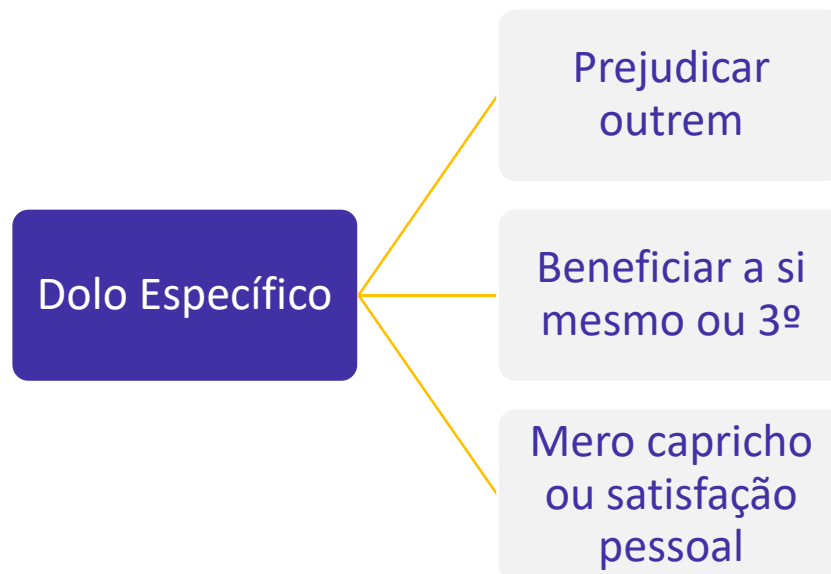 Prejudicar
outrem
Dolo Específico
Beneficiar a si
mesmo ou 3º
Mero capricho
ou satisfação
pessoal